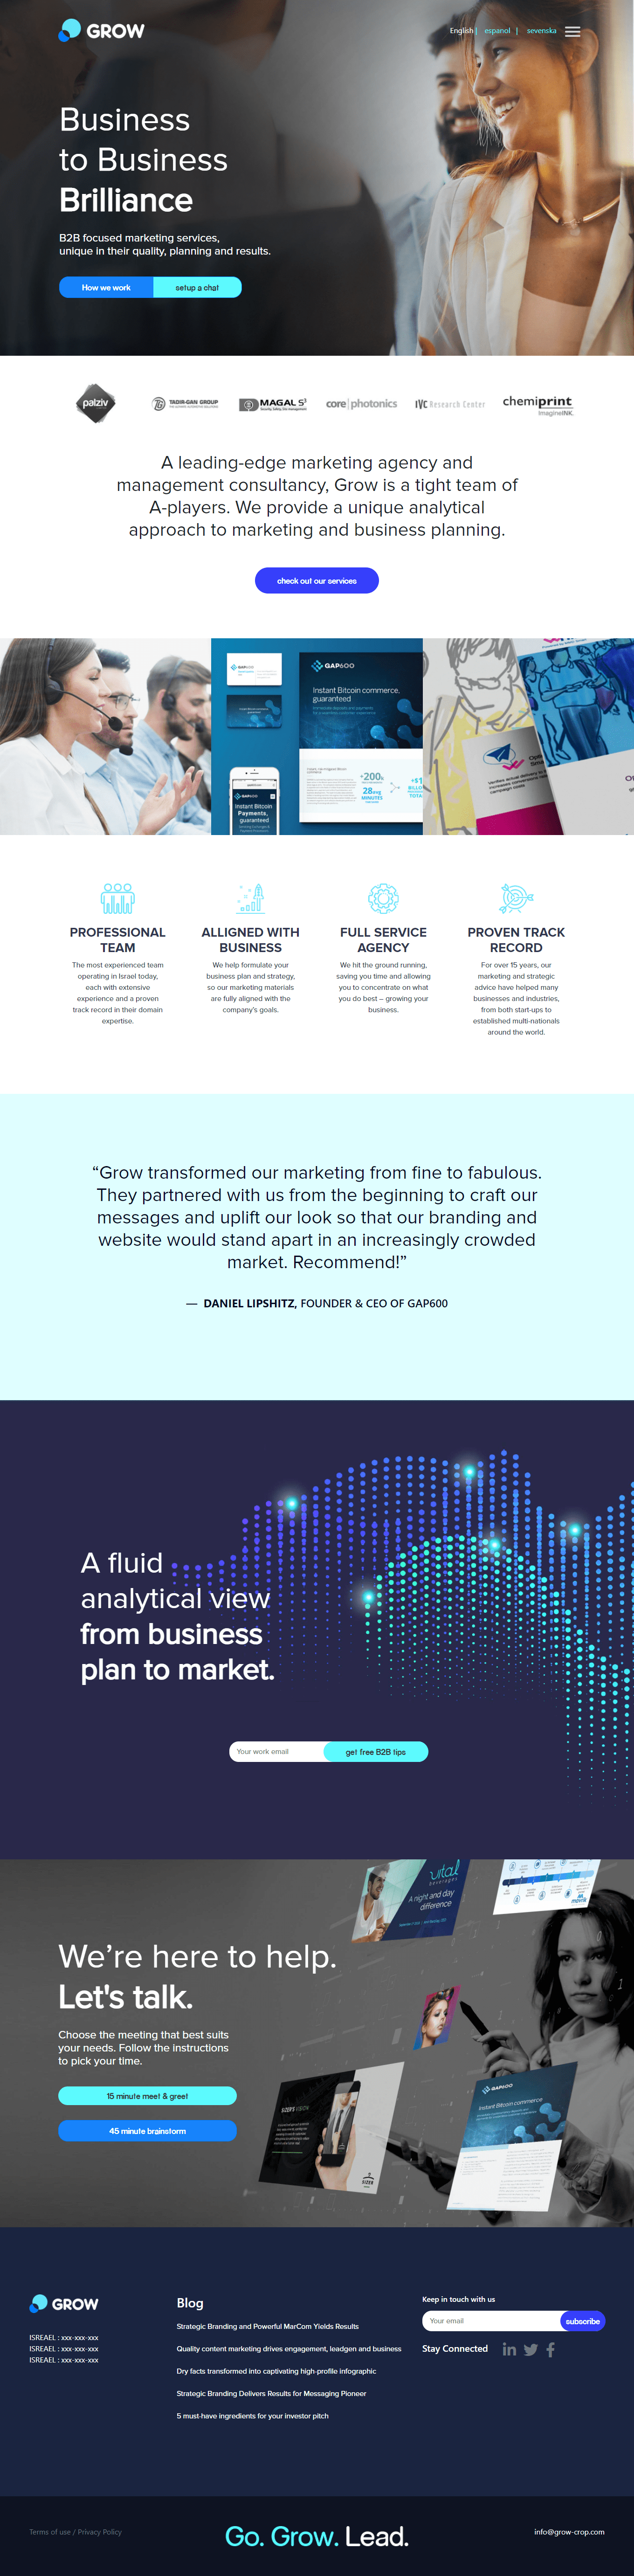 GROW
English | espanol | sevenska
Business
to Business
Brilliance
B2B focused marketing services,
unique in their quality, planning and results.
How we work
setup a chat
palziv
TADIR-GAN GROUP
MAGAL S³
core|photonics
IVC Research Center
chemiprint
ImagineINK.
A leading-edge marketing agency and
management consultancy, Grow is a tight team of
A-players. We provide a unique analytical
approach to marketing and business planning.
check out our services
GAP600
Instant Bitcoin commerce,
guaranteed
+200k
28avg
MINUTES
GAP600
Instant Bitcoin
Payments,
guaranteed
PROFESSIONAL
TEAM
The most experienced team
operating in Israel today,
each with extensive
experience and a proven
track record in their domain
expertise.
ALLIGNED WITH
BUSINESS
We help formulate your
business plan and strategy,
so our marketing materials
are fully aligned with the
company's goals.
FULL SERVICE
AGENCY
We hit the ground running,
saving you time and allowing
you to concentrate on what
you do best – growing your
business.
PROVEN TRACK
RECORD
For over 15 years, our
marketing and strategic
advice have helped many
businesses and industries,
from both start-ups to
established multi-nationals
around the world.
“Grow transformed our marketing from fine to fabulous.
They partnered with us from the beginning to craft our
messages and uplift our look so that our branding and
website would stand apart in an increasingly crowded
market. Recommend!”
— DANIEL LIPSHITZ, FOUNDER & CEO OF GAP600
A fluid
analytical view
from business
plan to market.
Your work email
get free B2B tips
vital
beverages
A night and day
difference
We’re here to help.
Let's talk.
Choose the meeting that best suits
your needs. Follow the instructions
to pick your time.
15 minute meet & greet
45 minute brainstorm
SIZER'S VISION
SIZER
GAP600
Instant Bitcoin commerce
GROW
ISREAEL : xxx-xxx-xxx
ISREAEL : xxx-xxx-xxx
ISREAEL : xxx-xxx-xxx
Blog
Strategic Branding and Powerful MarCom Yields Results
Quality content marketing drives engagement, leadgen and business
Dry facts transformed into captivating high-profile infographic
Strategic Branding Delivers Results for Messaging Pioneer
5 must-have ingredients for your investor pitch
Keep in touch with us
Your email
subscribe
Stay Connected
Terms of use / Privacy Policy
Go. Grow. Lead.
info@grow-crop.com